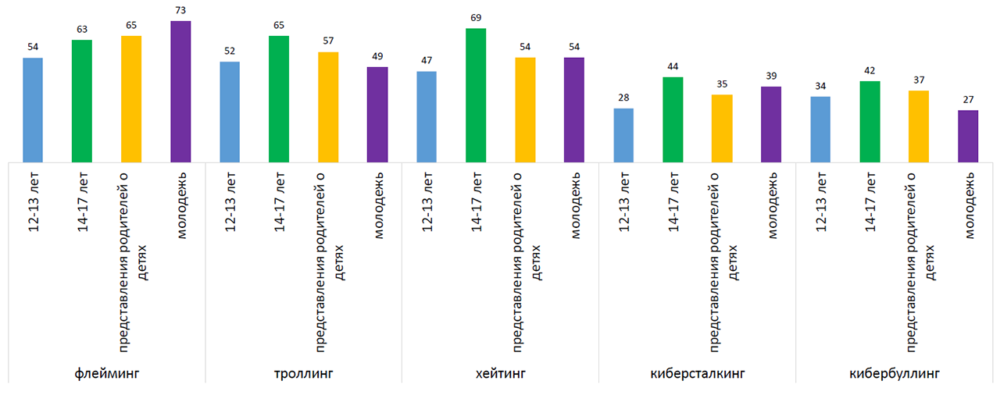 54
63
65
73
52
65
57
49
47
69
54
54
28
44
35
39
34
42
37
27
12-13 лет
14-17 лет
представления родителей о
детях
молодежь
12-13 лет
14-17 лет
представления родителей о
детях
молодежь
12-13 лет
14-17 лет
представления родителей о
детях
молодежь
12-13 лет
14-17 лет
представления родителей о
детях
молодежь
12-13 лет
14-17 лет
представления родителей о
детях
молодежь
флейминг
троллинг
хейтинг
киберсталкинг
кибербуллинг